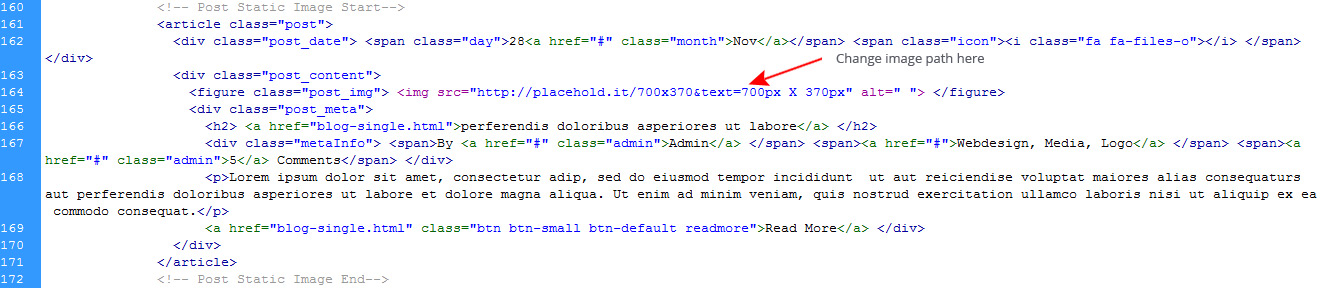 160 <!-- Post Static Image Start-->
161 <article class="post">
162 <div class="post_date"> <span class="day">28<a href="#" class="month">Nov</a></span> <span class="icon"><i class="fa fa-files-o"></i> </span>
</div>
Change image path here
163 <div class="post_content">
164 <figure class="post_img"> <img src="http://placehold.it/700x370&text=700px X 370px" alt=" "> </figure>
165 <div class="post_meta">
166 <h2> <a href="blog-single.html">perferendis doloribus asperiores ut labore</a> </h2>
167 <div class="metaInfo"> <span>By <a href="#" class="admin">Admin</a> </span> <span><a href="#">Webdesign, Media, Logo</a> </span> <span><a
href="#" class="admin">5</a> Comments</span> </div>
168 <p>Lorem ipsum dolor sit amet, consectetur adip, sed do eiusmod tempor incididunt  ut aut reiciendise voluptat maiores alias consequaturs
aut perferendis doloribus asperiores ut labore et dolore magna aliqua. Ut enim ad minim veniam, quis nostrud exercitation ullamco laboris nisi ut aliquip ex ea
commodo consequat.</p>
169 <a href="blog-single.html" class="btn btn-small btn-default readmore">Read More</a> </div>
170 </div>
171 </article>
172 <!-- Post Static Image End-->